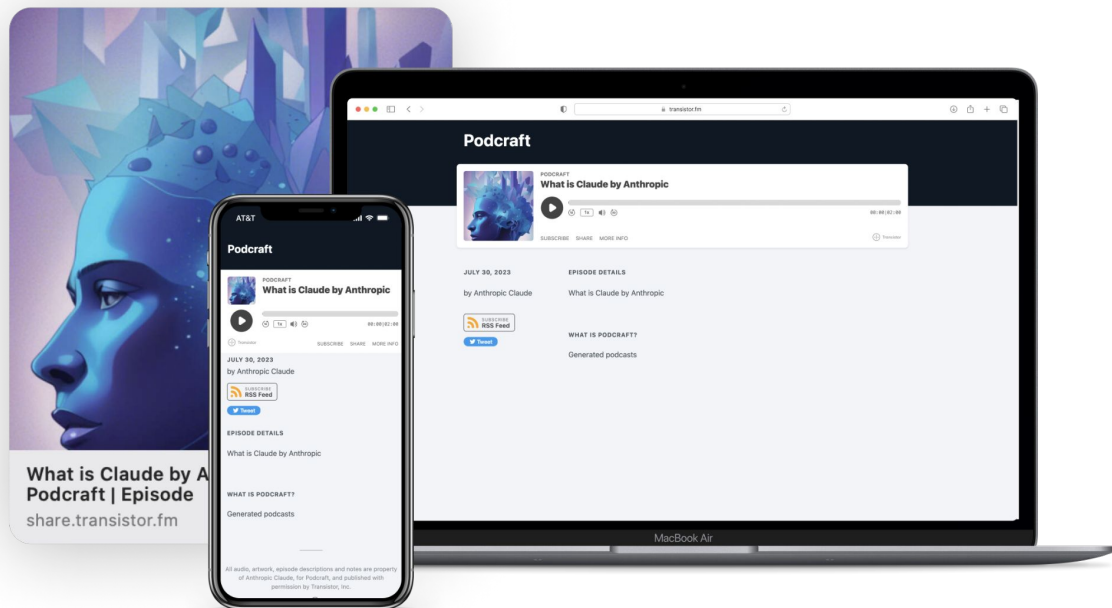 What is Claude by A
Podcraft | Episode
share.transistor.fm
AT&T
Podcraft
PODCRAFT
What is Claude by Anthropic
1x
00:00|02:00
Transistor
SUBSCRIBE SHARE MORE INFO
JULY 30, 2023
by Anthropic Claude
SUBSCRIBE
RSS Feed
Tweet
EPISODE DETAILS
What is Claude by Anthropic
WHAT IS PODCRAFT?
Generated podcasts
All audio, artwork, episode descriptions and notes are property
of Anthropic Claude, for Podcraft, and published with
permission by Transistor, Inc.
transistor.fm
Podcraft
PODCRAFT
What is Claude by Anthropic
1x
00:00|02:00
SUBSCRIBE SHARE MORE INFO
Transistor
JULY 30, 2023
by Anthropic Claude
SUBSCRIBE
RSS Feed
Tweet
EPISODE DETAILS
What is Claude by Anthropic
WHAT IS PODCRAFT?
Generated podcasts
MacBook Air